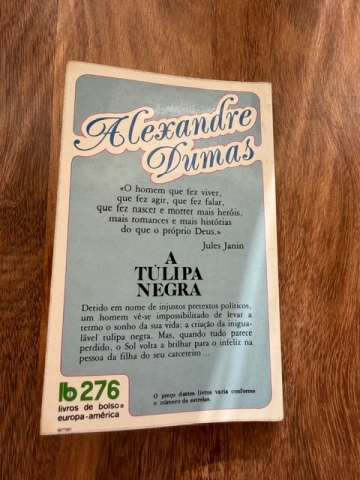 Alexandre
Dumas
«O homem que fez viver,
que fez agir, que fez falar,
que fez nascer e morrer mais heróis,
mais romances e mais histórias
do que o próprio Deus.»
Jules Janin
A
TÚLIPA
NEGRA
Detido em nome de injustos pretextos políticos,
um homem vê-se impossibilitado de levar a
termo o sonho da sua vida: a criação da inigua-
lável tulipa negra. Mas, quando tudo parece
perdido, o Sol volta a brilhar para o infeliz na
pessoa da filha do seu carcereiro...
lb 276
livros de bolso
europa-américa
O preço destes livros varia conforme
o número de estrelas.